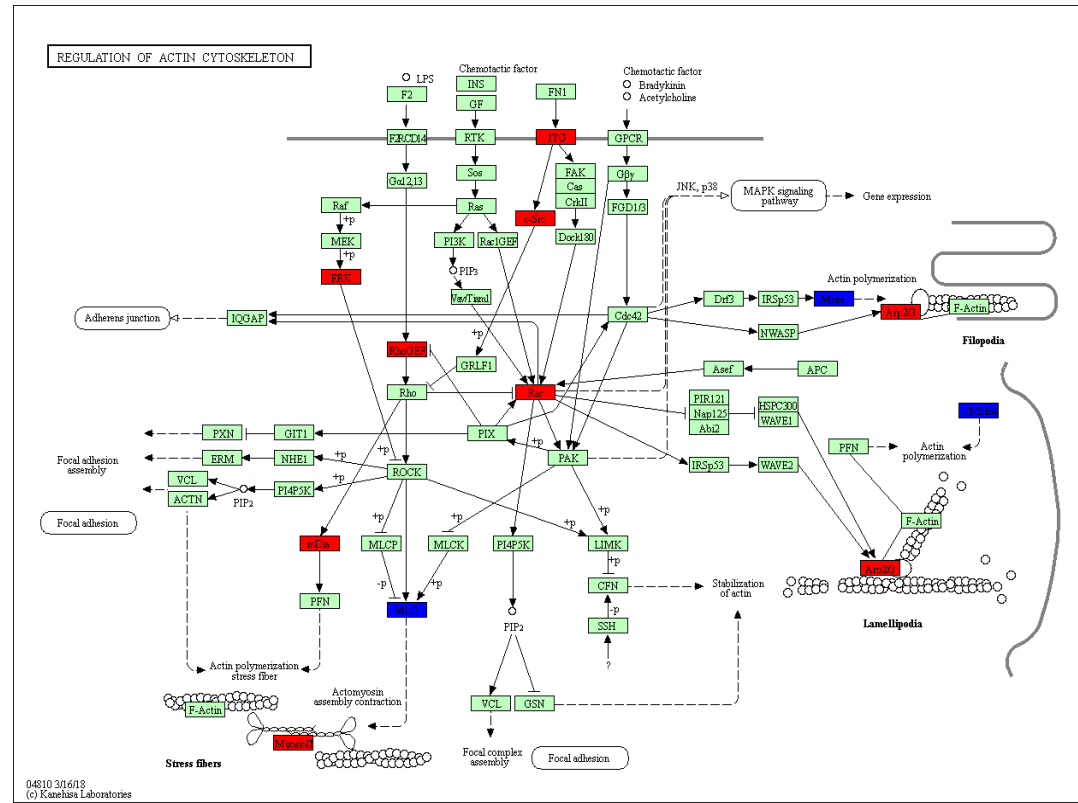 REGULATION OF ACTIN CYTOSKELETON
LPS
F2
Chemotactic factor
INS
GF
FN1
Chemotactic factor
Bradykinin
Acetylcholine
F2R
CD14
RTK
ITG
GPCR
Gα12,13
Sos
FAK
Cas
CrkII
Gβγ
JNK, p38
MAPK signaling
pathway
Gene expression
Raf
Ras
c-Src
FGD1/3
+p
MEK
PI3K
Rac1GEF
Dock180
+p
ERK
PIP3
Vav/Tiam1
Actin polymerization
Drf3
IRSp53
Mena
Arp2/3
F-Actin
Adherens junction
IQGAP
Cdc42
NWASP
Filopodia
+p
RhoGEF
GRLF1
Asef
APC
Rho
Rac
PIR121
Nap125
Abi2
HSPC300
WAVE1
TMSB4
PXN
GIT1
PIX
+p
PFN
Actin
polymerization
Focal adhesion
assembly
ERM
NHE1
+p
+p
ROCK
PAK
IRSp53
WAVE2
VCL
ACTN
PIP2
PI4P5K
+p
Focal adhesion
+p
+p
+p
F-Actin
mDia
MLCP
MLCK
PI4P5K
LIMK
+p
Arp2/3
-p
+p
CFN
Stabilization
of actin
PFN
MLC
-p
PIP2
SSH
Lamellipodia
?
Actin polymerization
stress fiber
Actomyosin
assembly contraction
F-Actin
VCL
GSN
MyosinII
Stress fibers
Focal complex
assembly
Focal adhesion
04810 3/16/18
(c) Kanehisa Laboratories